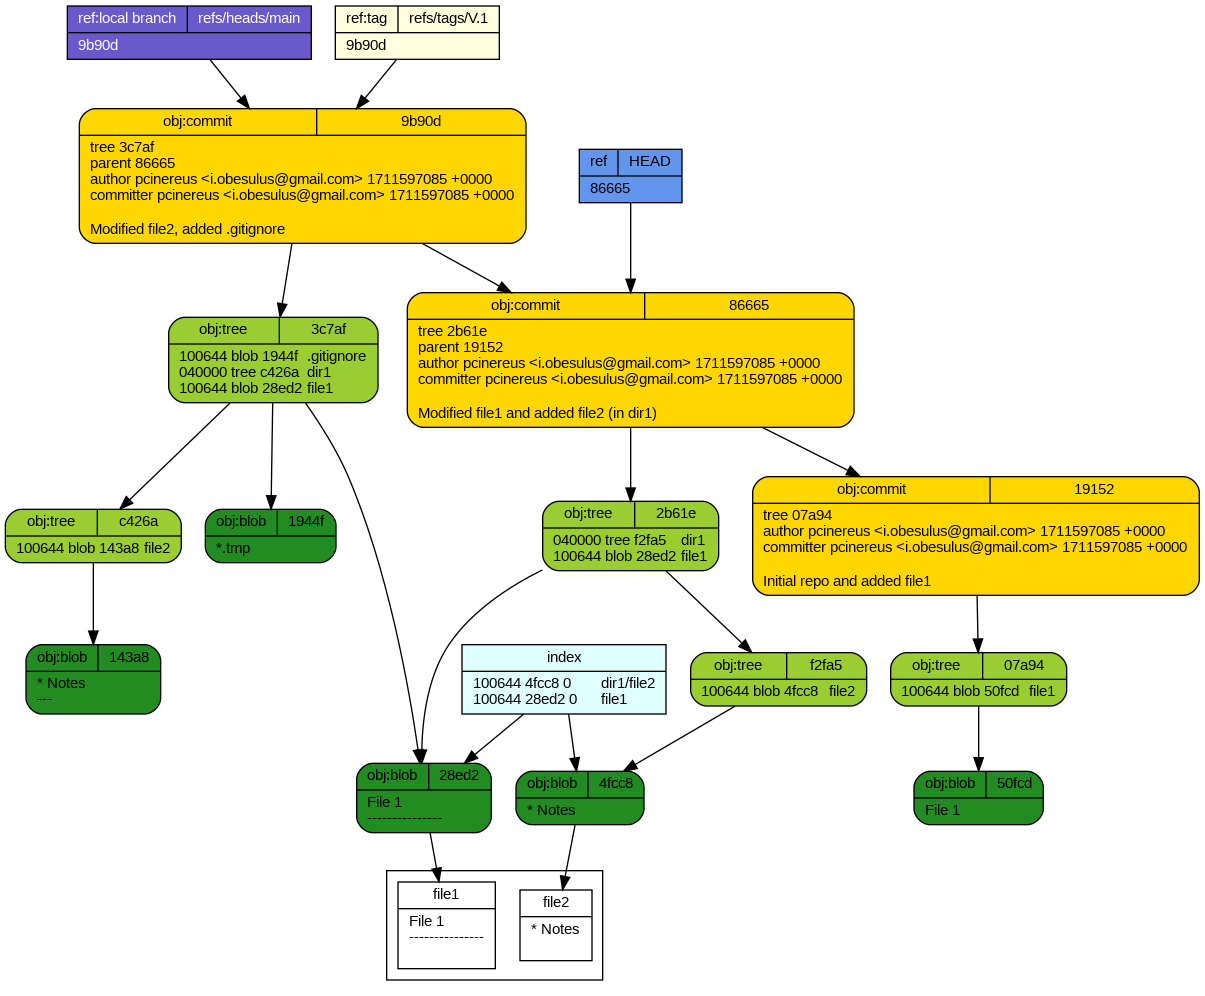 ref:local branch refs/heads/main
9b90d
ref:tag refs/tags/V.1
9b90d
obj:commit 9b90d
tree 3c7af
parent 86665
author pcinereus <i.obesulus@gmail.com> 1711597085 +0000
committer pcinereus <i.obesulus@gmail.com> 1711597085 +0000
Modified file2, added .gitignore
ref HEAD
86665
obj:commit 86665
tree 2b61e
parent 19152
author pcinereus <i.obesulus@gmail.com> 1711597085 +0000
committer pcinereus <i.obesulus@gmail.com> 1711597085 +0000
Modified file1 and added file2 (in dir1)
obj:tree 3c7af
100644 blob 1944f .gitignore
040000 tree c426a dir1
100644 blob 28ed2 file1
obj:commit 19152
tree 07a94
author pcinereus <i.obesulus@gmail.com> 1711597085 +0000
committer pcinereus <i.obesulus@gmail.com> 1711597085 +0000
Initial repo and added file1
obj:tree c426a
100644 blob 143a8 file2
obj:blob 1944f
*.tmp
obj:tree 2b61e
040000 tree f2fa5 dir1
100644 blob 28ed2 file1
obj:blob 143a8
* Notes
---
index
100644 4fcc8 0 dir1/file2
100644 28ed2 0 file1
obj:tree f2fa5
100644 blob 4fcc8 file2
obj:tree 07a94
100644 blob 50fcd file1
obj:blob 28ed2
File 1
---------------
obj:blob 4fcc8
* Notes
obj:blob 50fcd
File 1
file1
File 1
---------------
file2
* Notes